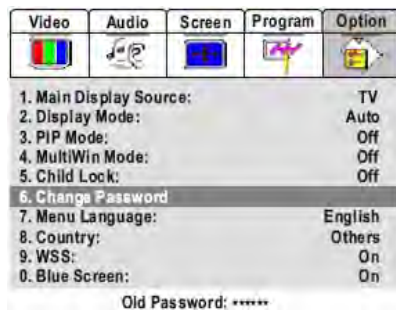 Video Audio Screen Program Option
1. Main Display Source: TV
2. Display Mode: Auto
3. PIP Mode: Off
4. MultiWin Mode: Off
5. Child Lock: Off
6. Change Password
7. Menu Language: English
8. Country: Others
9. WSS: On
0. Blue Screen: On
Old Password: ******